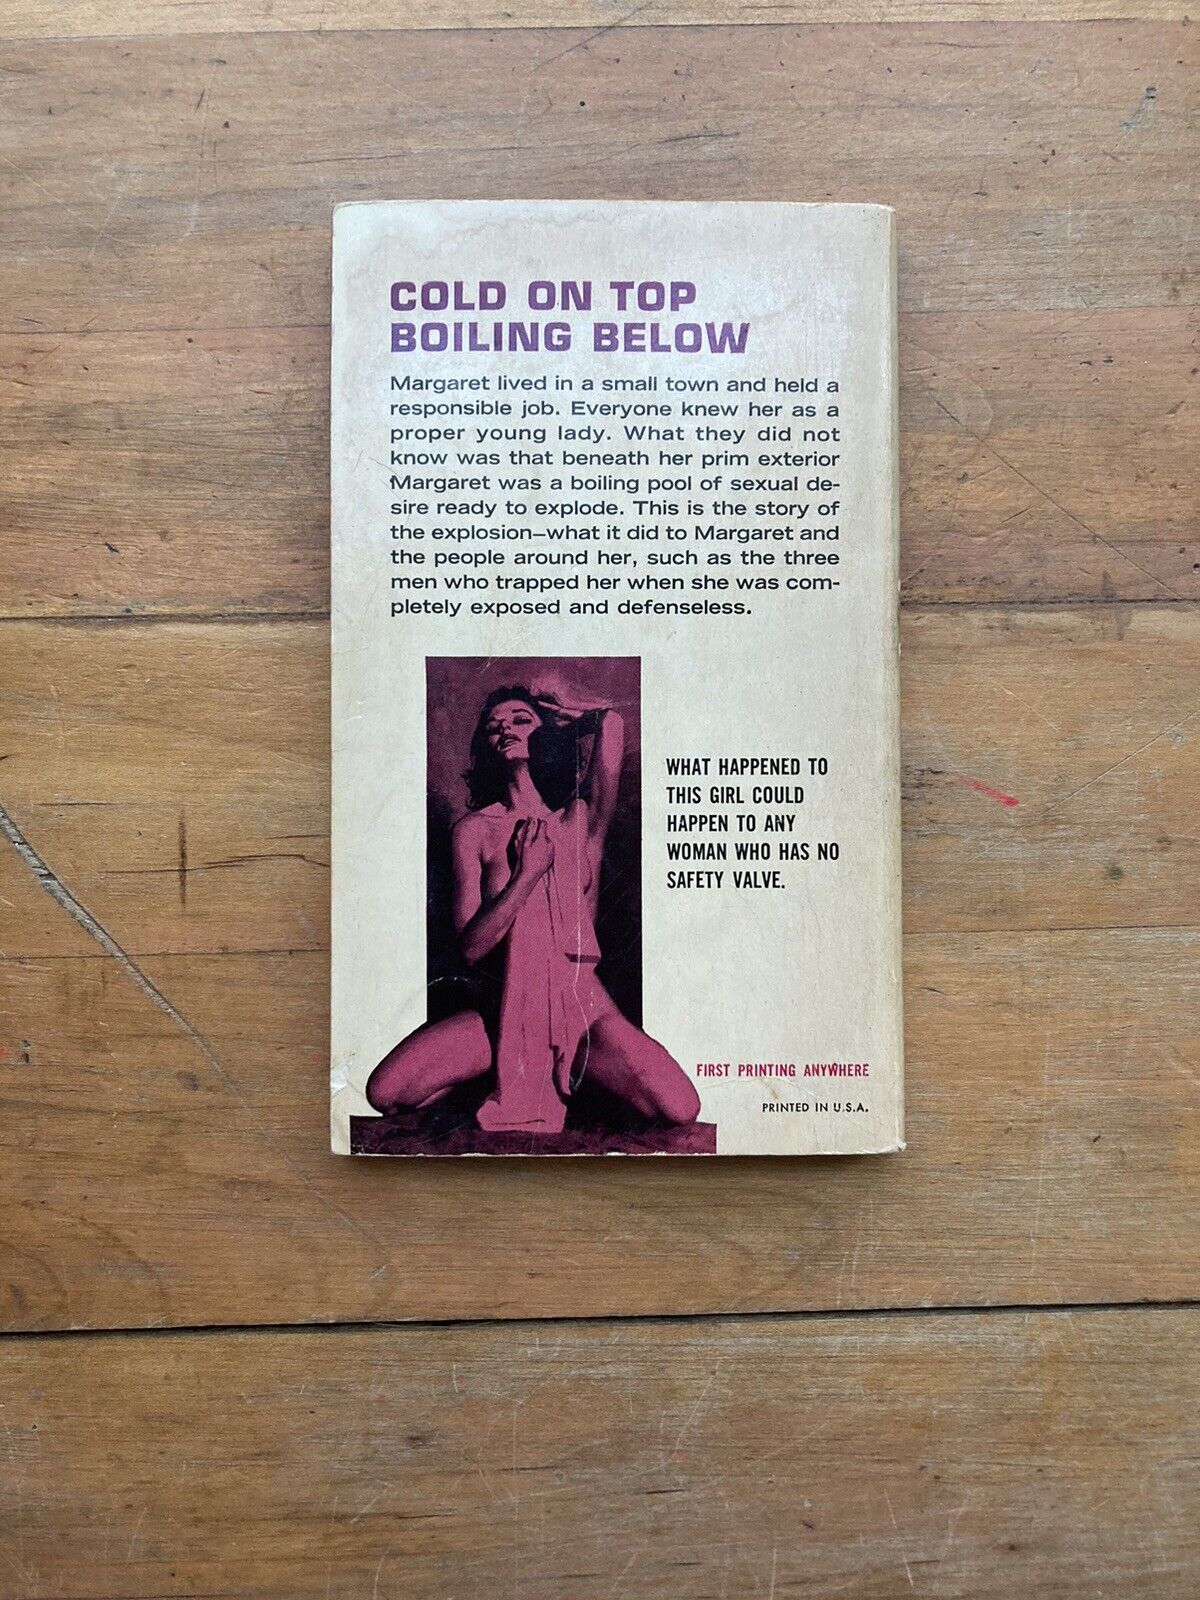 COLD ON TOP
BOILING BELOW
Margaret lived in a small town and held a
responsible job. Everyone knew her as a
proper young lady. What they did not
know was that beneath her prim exterior
Margaret was a boiling pool of sexual de-
sire ready to explode. This is the story of
the explosion—what it did to Margaret and
the people around her, such as the three
men who trapped her when she was com-
pletely exposed and defenseless.
WHAT HAPPENED TO
THIS GIRL COULD
HAPPEN TO ANY
WOMAN WHO HAS NO
SAFETY VALVE.
FIRST PRINTING ANYWHERE
PRINTED IN U.S.A.